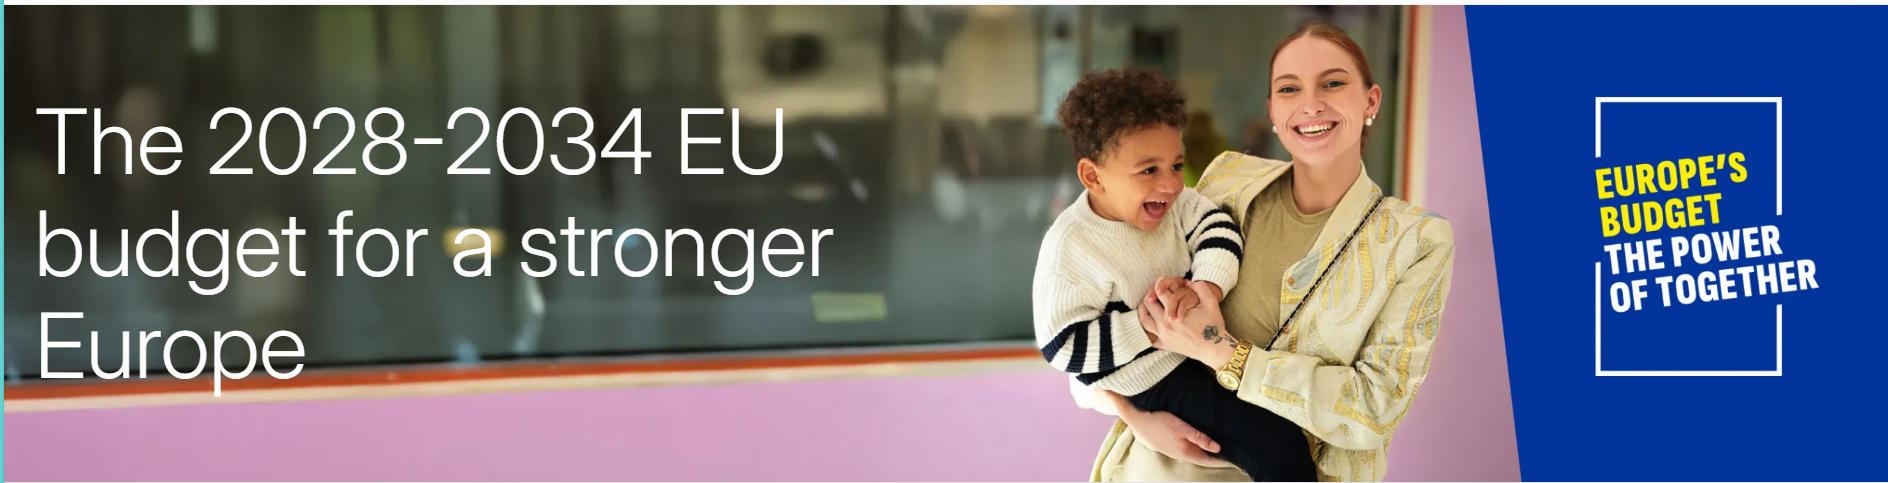 The 2028-2034 EU
budget for a stronger
Europe
EUROPE'S
BUDGET
THE POWER
OF TOGETHER